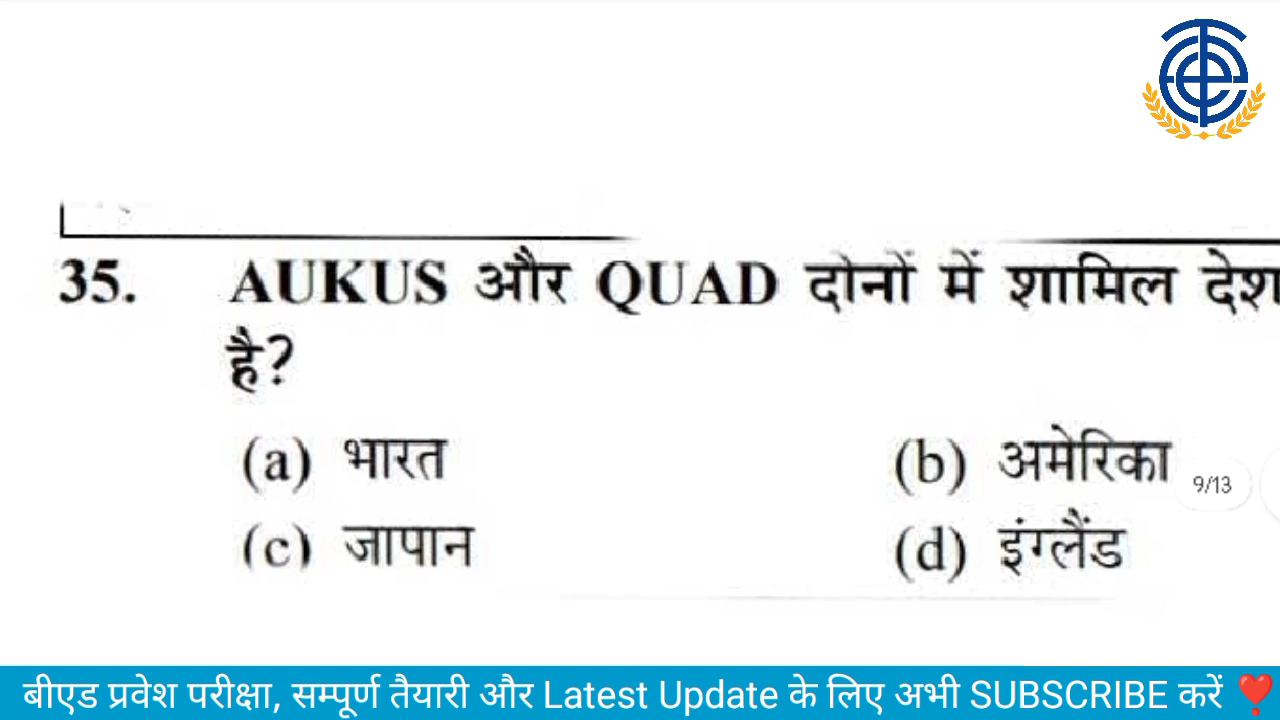 35. AUKUS और QUAD दोनों में शामिल देश
है?
(a) भारत (b) अमेरिका
9/13
(c) जापान (d) इंग्लैंड
बीएड प्रवेश परीक्षा, सम्पूर्ण तैयारी और Latest Update के लिए अभी SUBSCRIBE करें